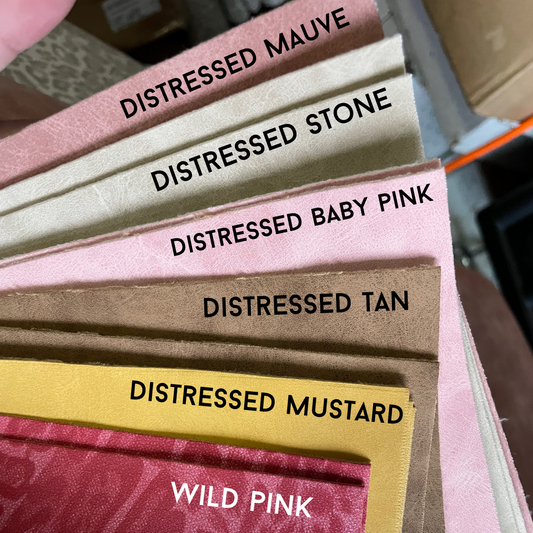 DISTRESSED MAUVE
DISTRESSED STONE
DISTRESSED BABY PINK
DISTRESSED TAN
DISTRESSED MUSTARD
WILD PINK